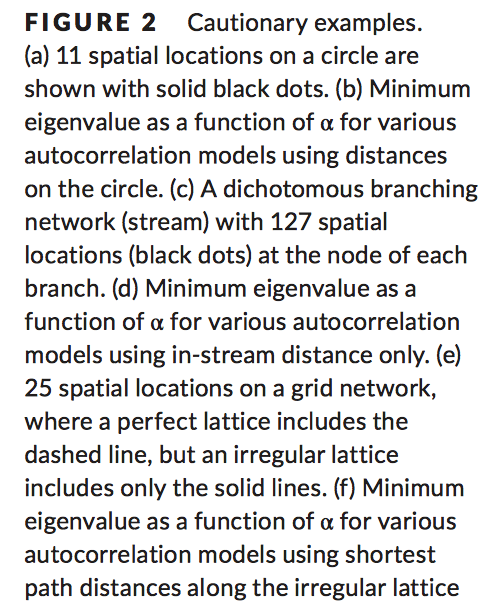 FIGURE 2 Cautionary examples.
(a) 11 spatial locations on a circle are
shown with solid black dots. (b) Minimum
eigenvalue as a function of α for various
autocorrelation models using distances
on the circle. (c) A dichotomous branching
network (stream) with 127 spatial
locations (black dots) at the node of each
branch. (d) Minimum eigenvalue as a
function of α for various autocorrelation
models using in-stream distance only. (e)
25 spatial locations on a grid network,
where a perfect lattice includes the
dashed line, but an irregular lattice
includes only the solid lines. (f) Minimum
eigenvalue as a function of α for various
autocorrelation models using shortest
path distances along the irregular lattice